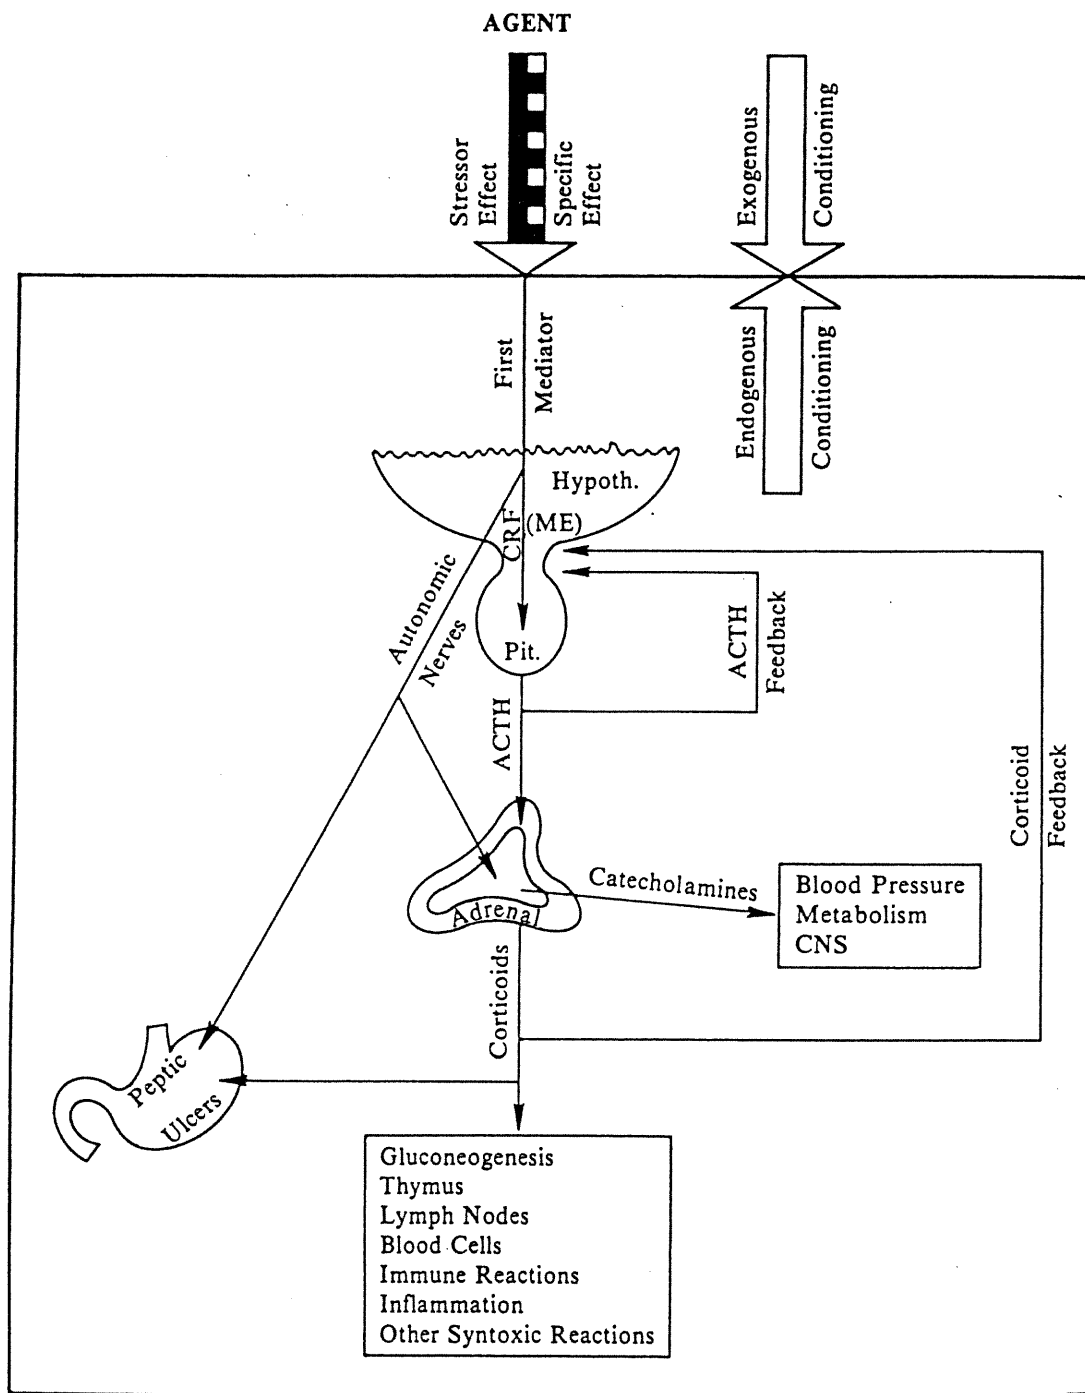 AGENT
Stressor
Effect
Specific
Effect
Exogenous
Conditioning
First
Mediator
Endogenous
Conditioning
Hypoth.
CRF
(ME)
Autonomic
Nerves
Pit.
ACTH
Feedback
ACTH
Corticoid
Feedback
Catecholamines
Adrenal
Blood Pressure
Metabolism
CNS
Corticoids
Peptic
Ulcers
Gluconeogenesis
Thymus
Lymph Nodes
Blood Cells
Immune Reactions
Inflammation
Other Syntoxic Reactions